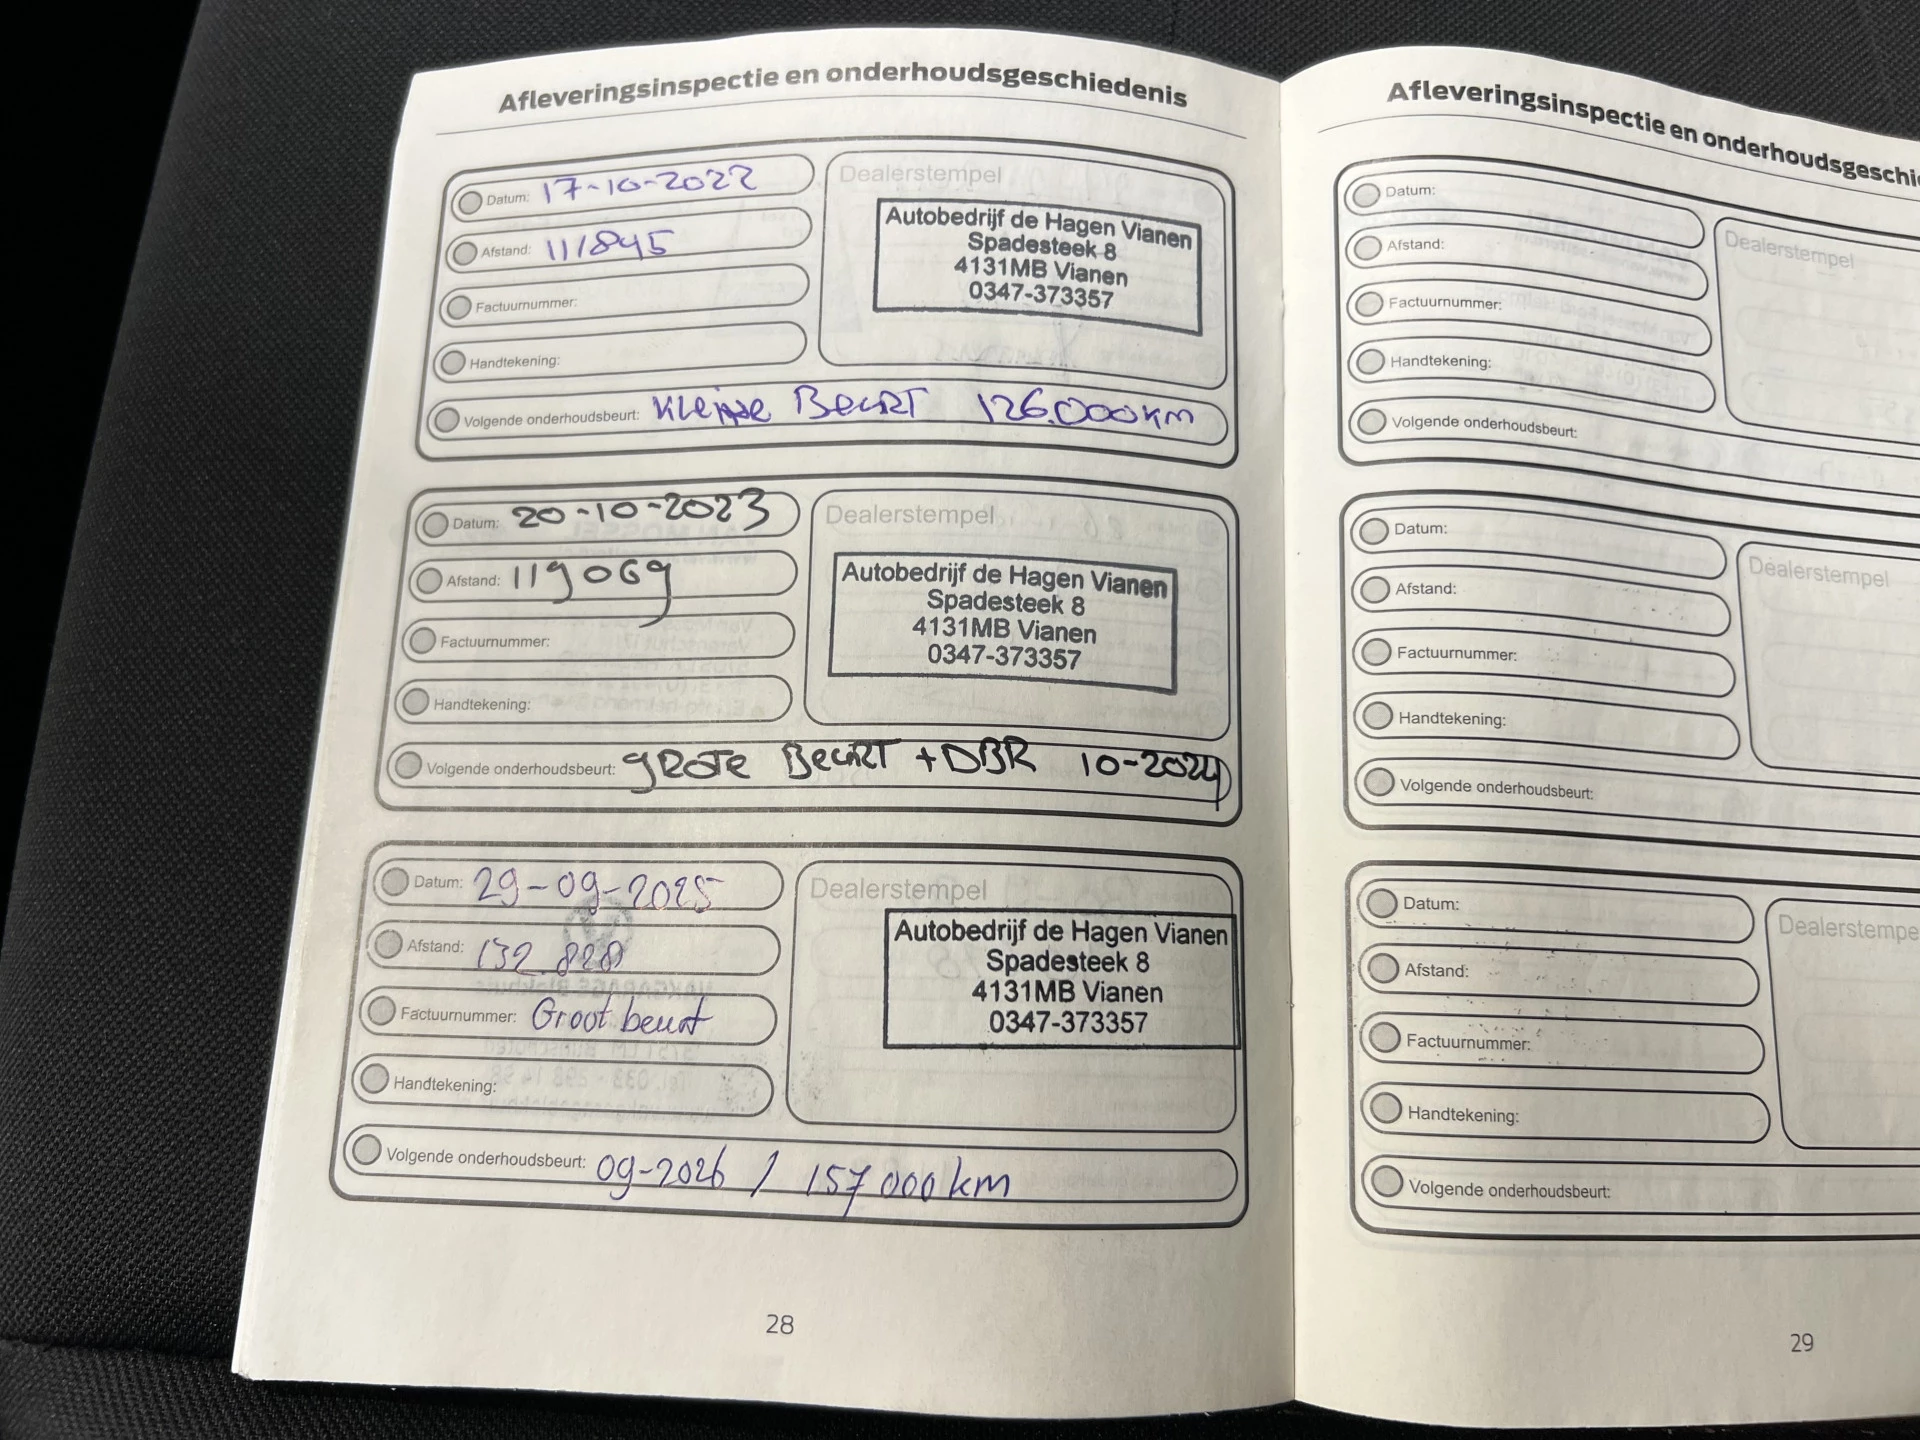 Afleveringsinspectie en onderhoudsgeschiedenis
Datum: 17-10-2022
Afstand: 111845
Factuurnummer:
Handtekening:
Volgende onderhoudsbeurt: Kleine Beurt 126.000km
Dealerstempel
Autobedrijf de Hagen Vianen
Spadesteek 8
4131MB Vianen
0347-373357
Datum: 20-10-2023
Afstand: 119069
Factuurnummer:
Handtekening:
Volgende onderhoudsbeurt: grote Beurt + DBR 10-2024
Dealerstempel
Autobedrijf de Hagen Vianen
Spadesteek 8
4131MB Vianen
0347-373357
Datum: 29-09-2025
Afstand: 132.828
Factuurnummer: Groot beurt
Handtekening:
Volgende onderhoudsbeurt: 09-2026 / 157000 km
Dealerstempel
Autobedrijf de Hagen Vianen
Spadesteek 8
4131MB Vianen
0347-373357
28
Afleveringsinspectie en onderhoudsgeschie
Datum:
Afstand:
Factuurnummer:
Handtekening:
Volgende onderhoudsbeurt:
Dealerstempel
Datum:
Afstand:
Factuurnummer:
Handtekening:
Volgende onderhoudsbeurt:
Dealerstempel
Datum:
Afstand:
Factuurnummer:
Handtekening:
Volgende onderhoudsbeurt:
Dealerstempe
29